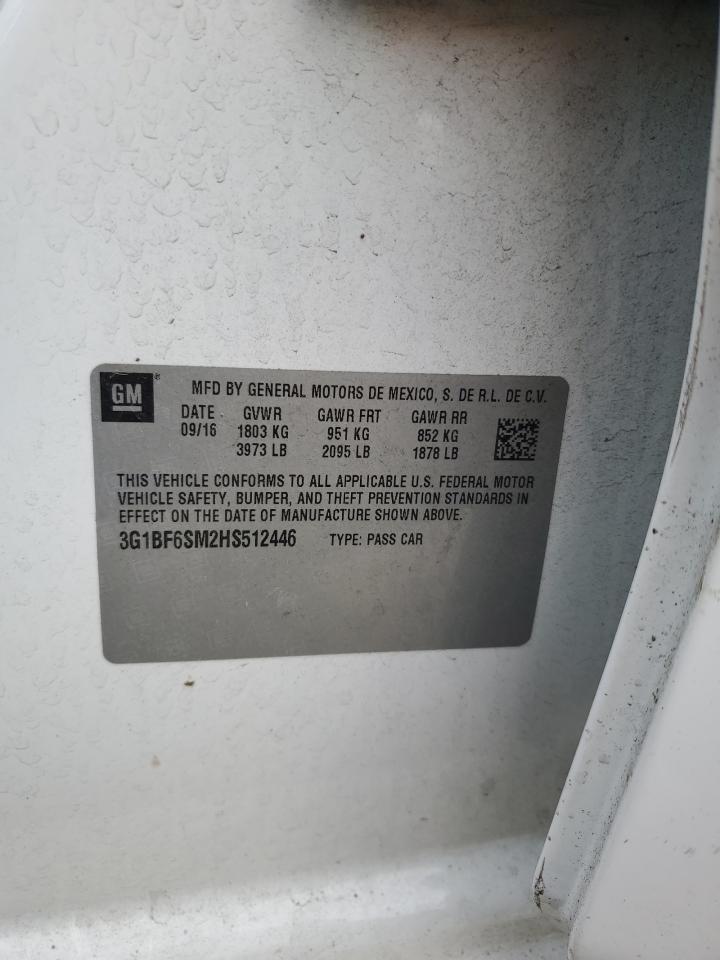 GM ® MFD BY GENERAL MOTORS DE MEXICO, S. DE R.L. DE C.V.
DATE GVWR GAWR FRT GAWR RR
09/16 1803 KG 951 KG 852 KG
3973 LB 2095 LB 1878 LB
THIS VEHICLE CONFORMS TO ALL APPLICABLE U.S. FEDERAL MOTOR
VEHICLE SAFETY, BUMPER, AND THEFT PREVENTION STANDARDS IN
EFFECT ON THE DATE OF MANUFACTURE SHOWN ABOVE.
3G1BF6SM2HS512446 TYPE: PASS CAR